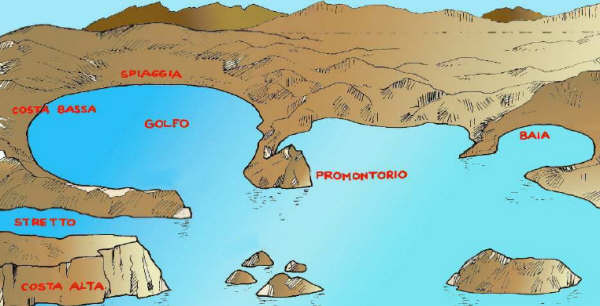 SPIAGGIA
COSTA BASSA
GOLFO
BAIA
PROMONTORIO
STRETTO
COSTA ALTA